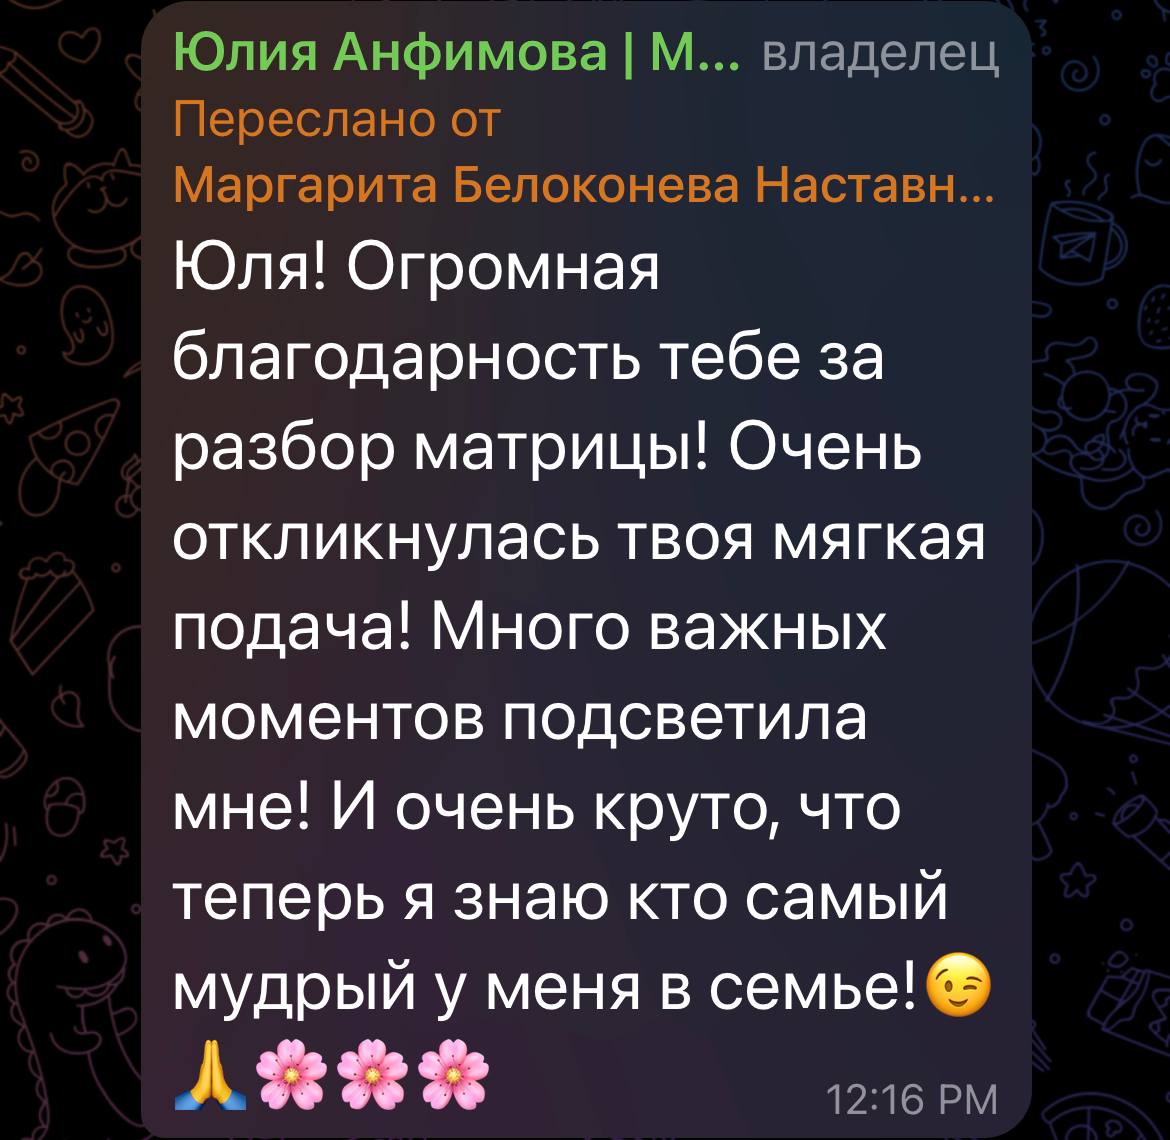 Юлия Анфимова | М... владелец
Переслано от
Маргарита Белоконева Наставн...
Юля! Огромная
благодарность тебе за
разбор матрицы! Очень
откликнулась твоя мягкая
подача! Много важных
моментов подсветила
мне! И очень круто, что
теперь я знаю кто самый
мудрый у меня в семье!😉
🙏🌸🌸🌸 12:16 PM